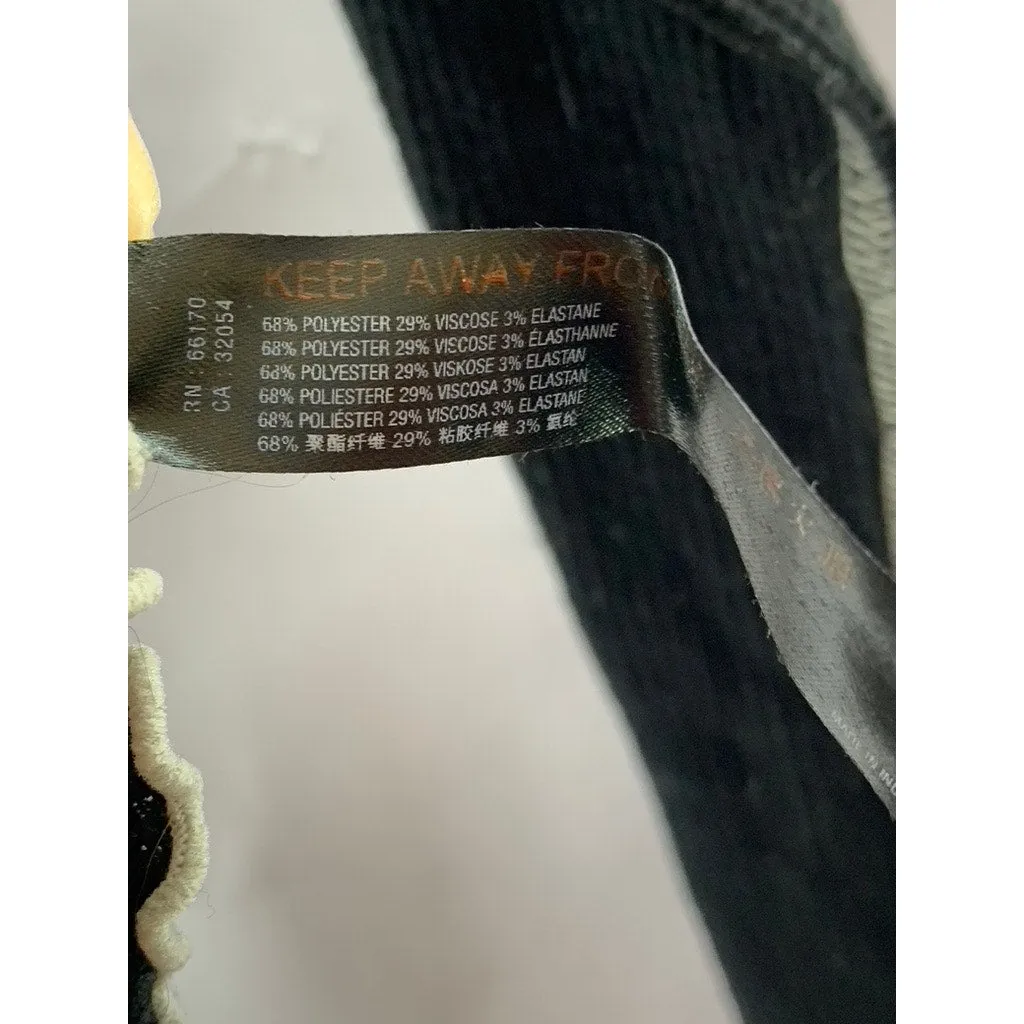 KEEP AWAY FROM
68% POLYESTER 29% VISCOSE 3% ELASTANE
68% POLYESTER 29% VISCOSE 3% ÉLASTHANNE
68% POLYESTER 29% VISKOSE 3% ELASTAN
68% POLIESTERE 29% VISCOSA 3% ELASTAN
68% POLIÉSTER 29% VISCOSA 3% ELASTANE
68% 聚酯纤维 29% 粘胶纤维 3% 氨纶
RN 66170
CA 32054